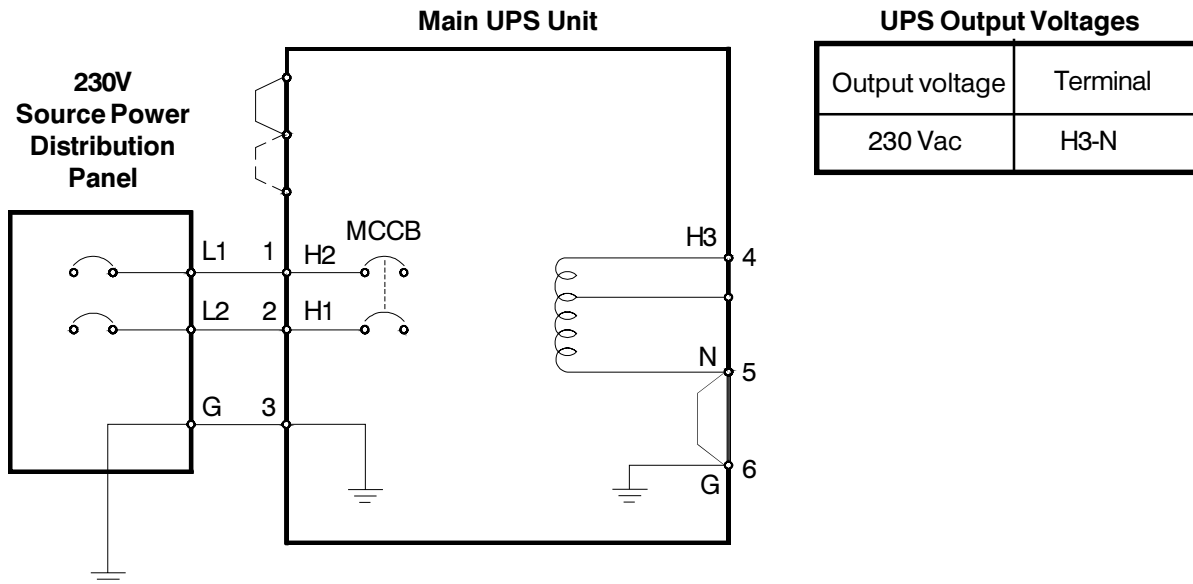 Main UPS Unit
UPS Output Voltages
230V
Source Power
Distribution
Panel
Output voltage Terminal
230 Vac H3-N
MCCB
L1 1 H2
L2 2 H1
G 3
H3 4
N 5
G 6